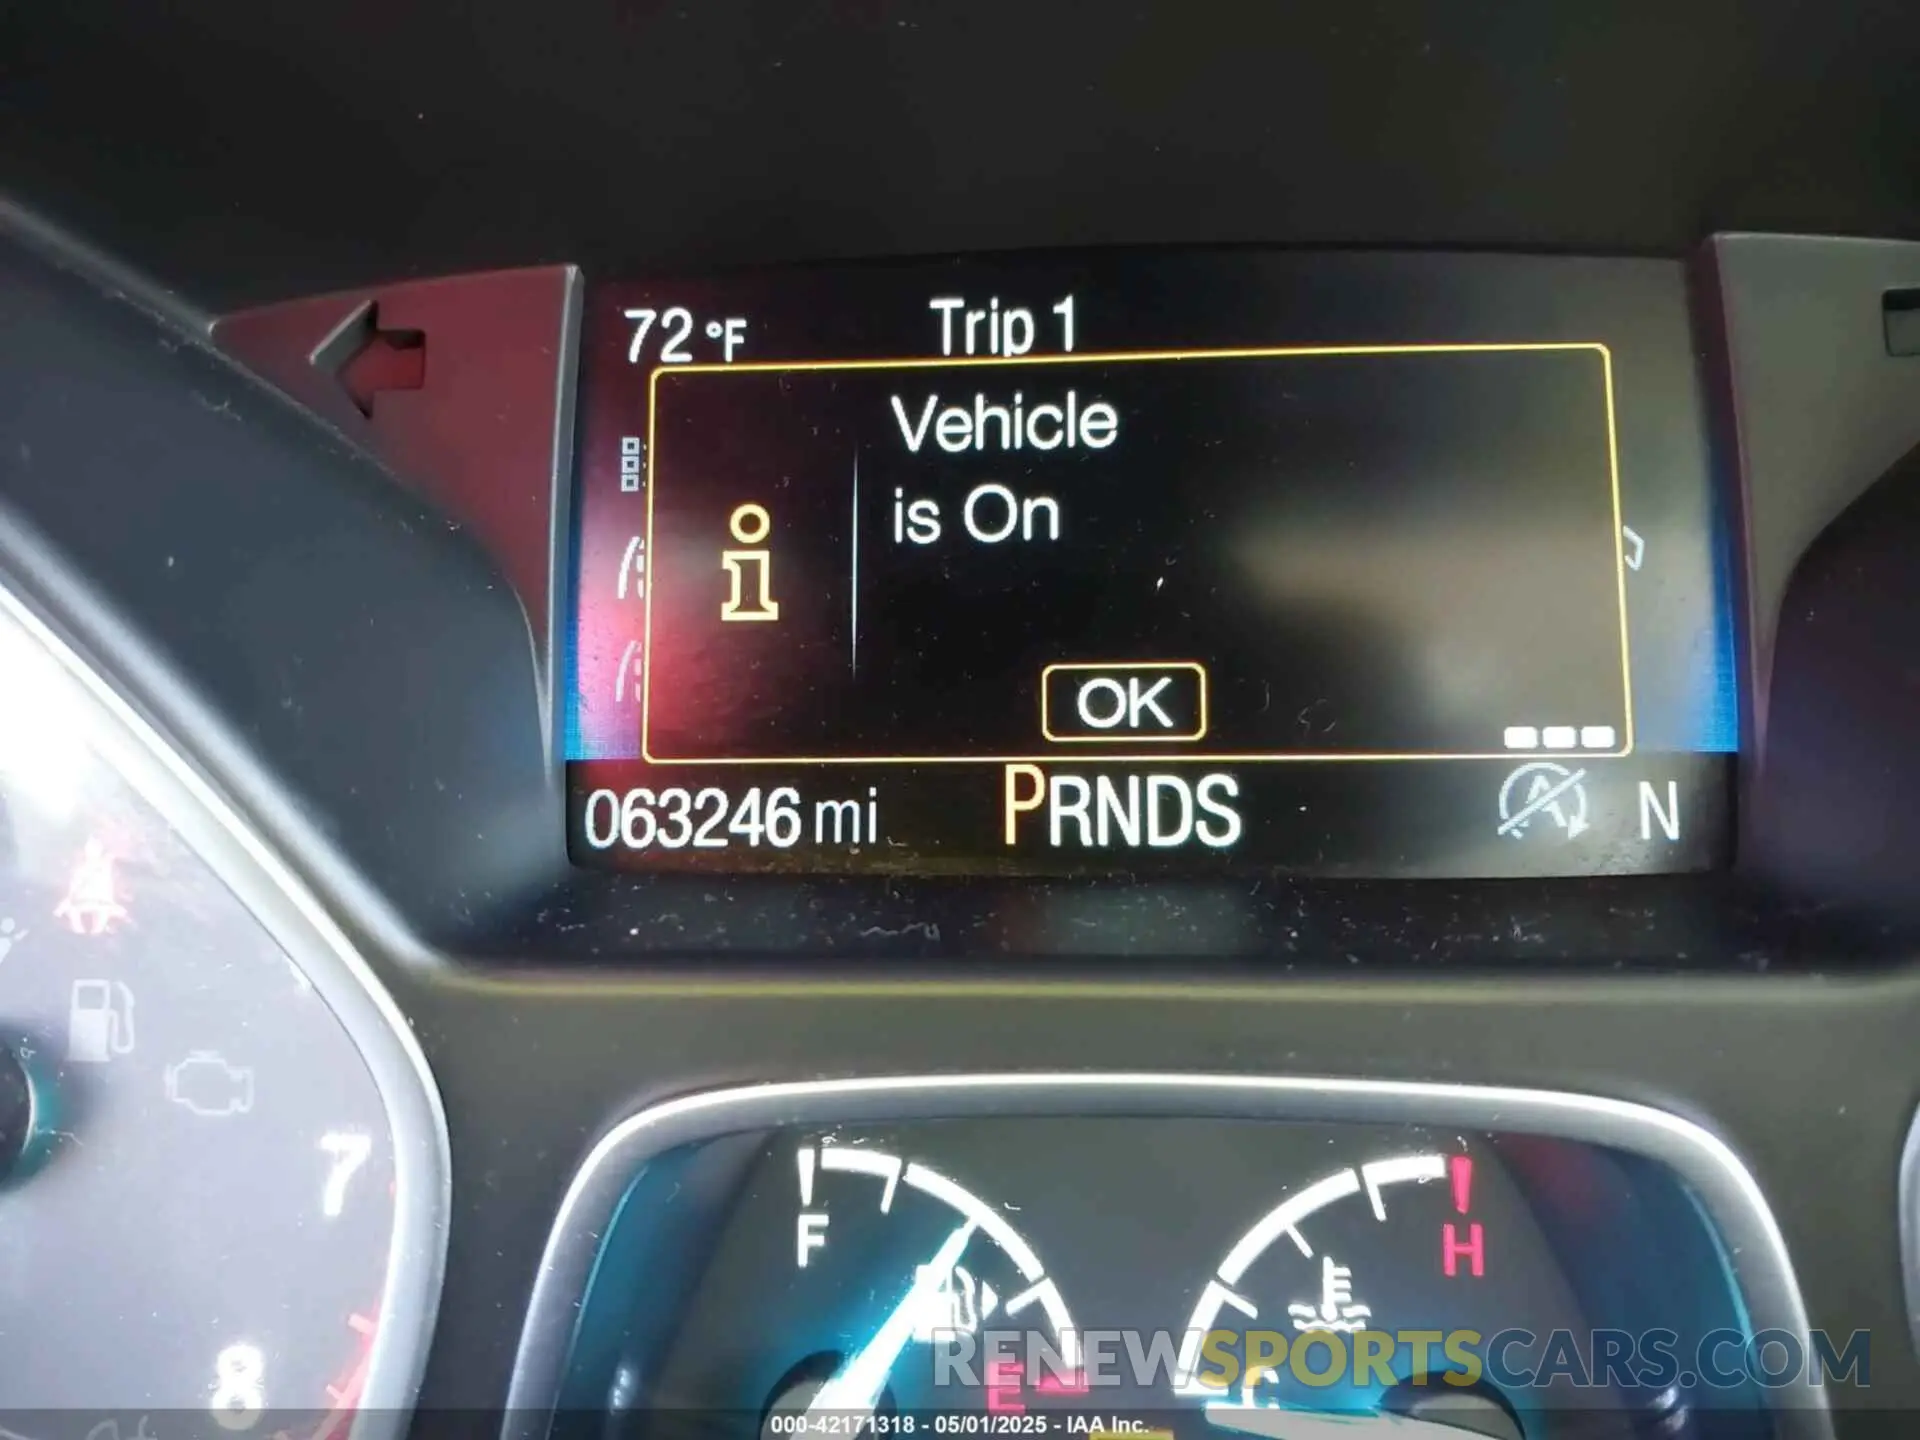 72 °F Trip 1
Vehicle
is On
OK
063246 mi PRNDS N
7
8
F H
E C
RENEWSPORTSCARS.COM
000-42171318 - 05/01/2025 - IAA Inc.